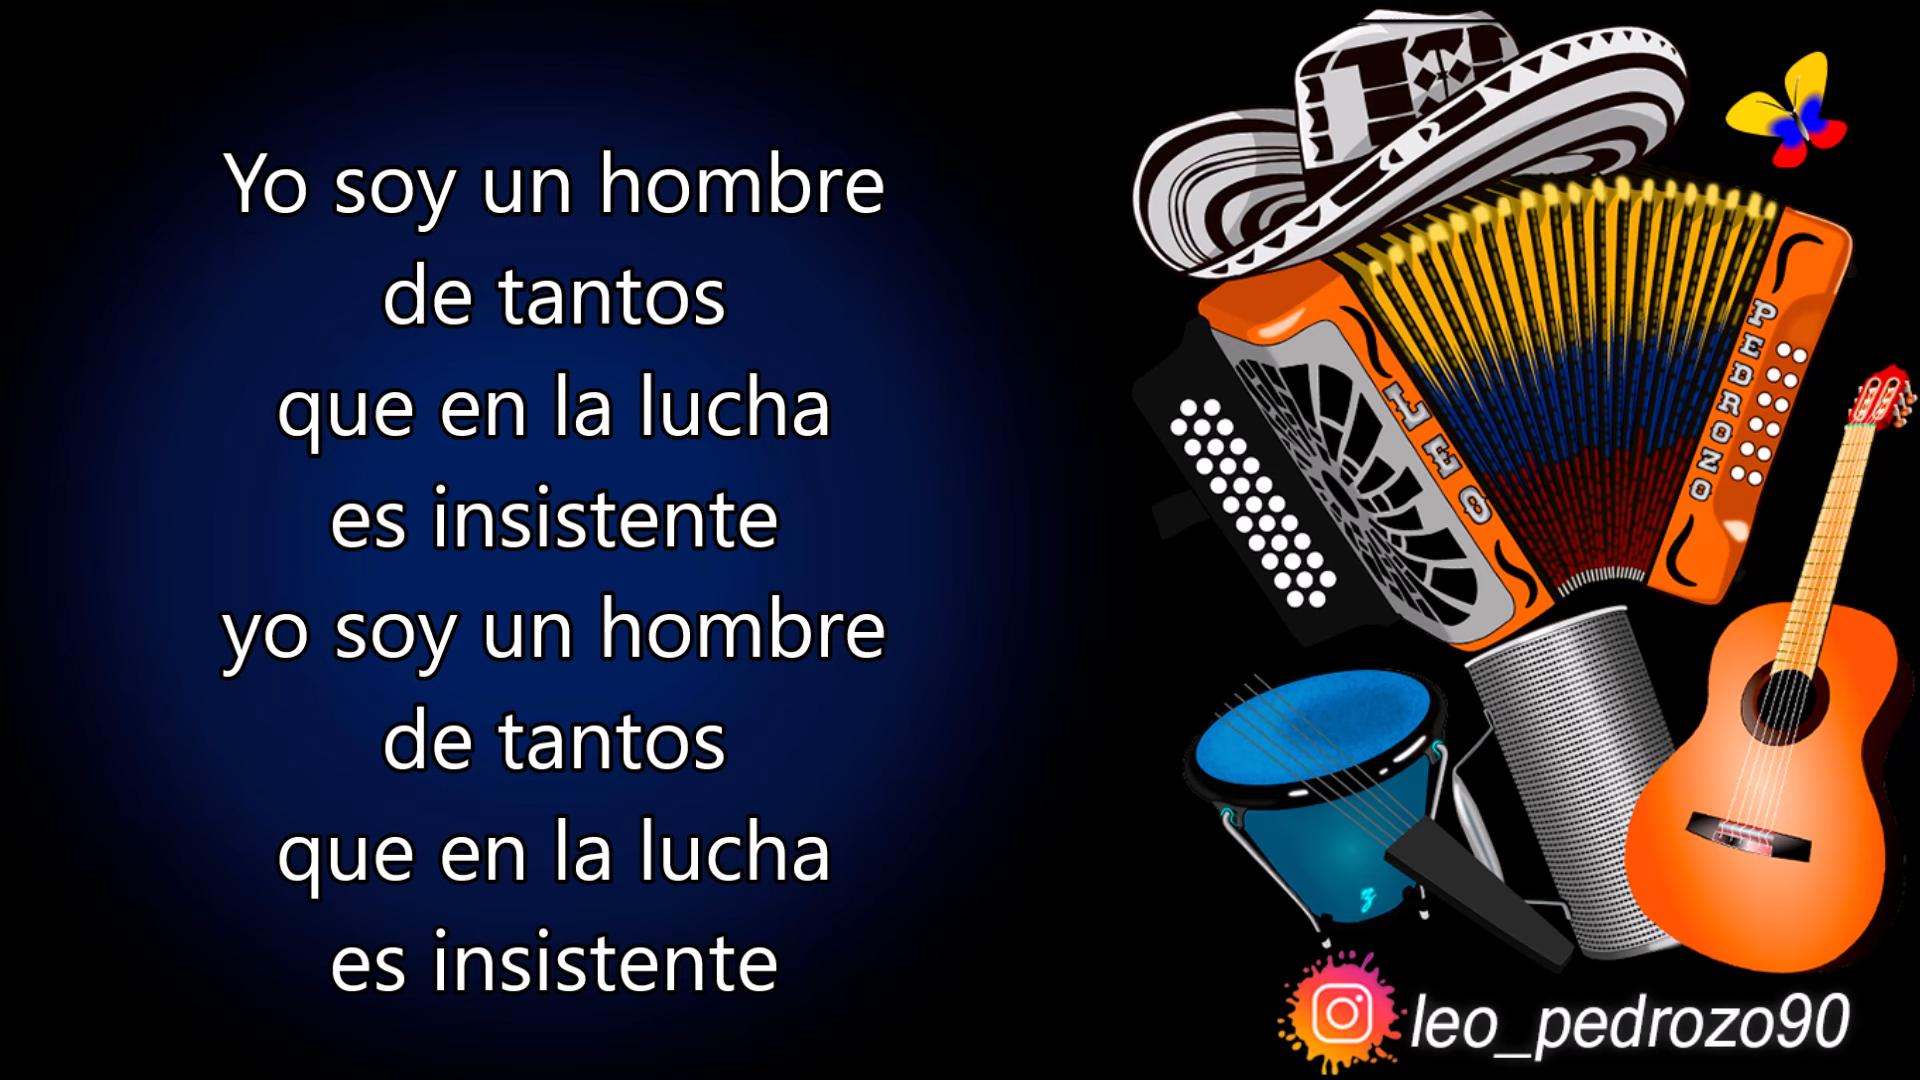 Yo soy un hombre
de tantos
que en la lucha
es insistente
yo soy un hombre
de tantos
que en la lucha
es insistente
LEO
PEDROZO
leo_pedrozo90